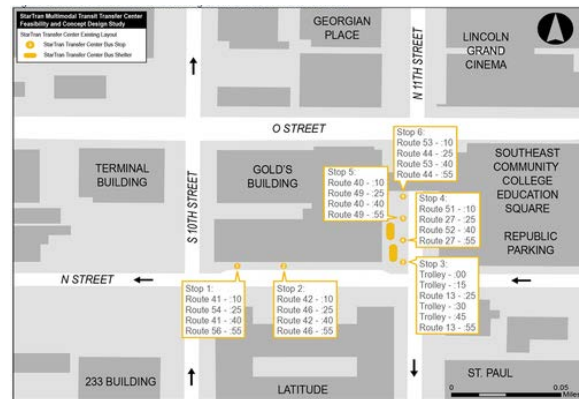 StarTran Multimodal Transit Transfer Center
Feasibility and Concept Design Study
StarTran Transfer Center Existing Layout
StarTran Transfer Center Bus Stop
StarTran Transfer Center Bus Shelter
GEORGIAN
PLACE
N 11TH STREET
LINCOLN
GRAND
CINEMA
O STREET
TERMINAL
BUILDING
S 10TH STREET
GOLD'S
BUILDING
Stop 6:
Route 53 - :10
Route 44 - :25
Route 53 - :40
Route 44 - :55
Stop 5:
Route 40 - :10
Route 49 - :25
Route 40 - :40
Route 49 - :55
Stop 4:
Route 51 - :10
Route 27 - :25
Route 52 - :40
Route 27 - :55
SOUTHEAST
COMMUNITY
COLLEGE
EDUCATION
SQUARE
REPUBLIC
PARKING
Stop 3:
Trolley - :00
Trolley - :15
Route 13 - :25
Trolley - :30
Trolley - :45
Route 13 - :55
N STREET
Stop 1:
Route 41 - :10
Route 54 - :25
Route 41 - :40
Route 56 - :55
Stop 2:
Route 42 - :10
Route 46 - :25
Route 42 - :40
Route 46 - :55
233 BUILDING
LATITUDE
ST. PAUL
0 0.05
Miles